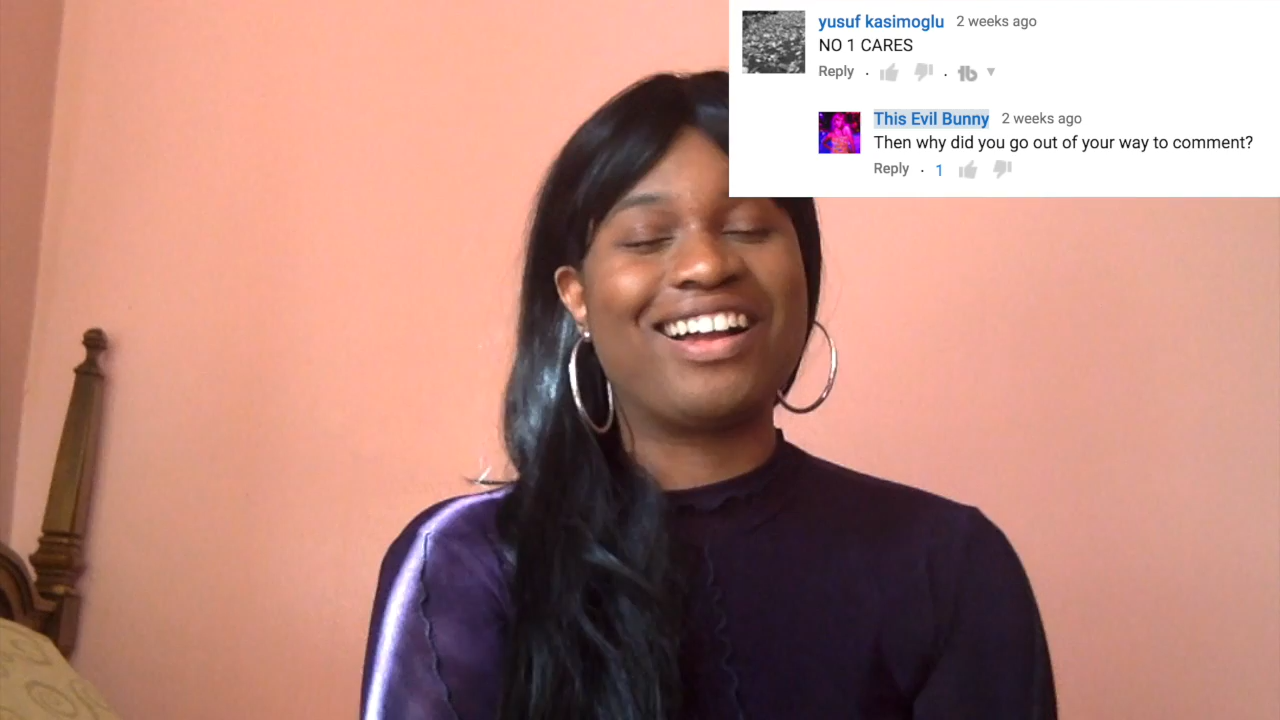 yusuf kasimoglu 2 weeks ago
NO 1 CARES
Reply
This Evil Bunny 2 weeks ago
Then why did you go out of your way to comment?
Reply · 1